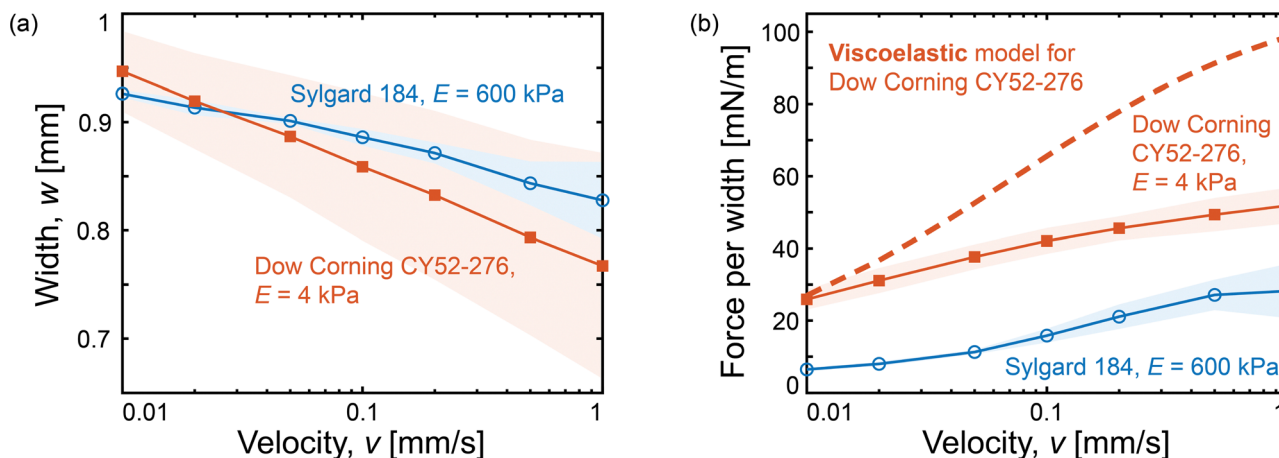 (a)
Width, w [mm]
1
0.9
0.8
0.7
Sylgard 184, E = 600 kPa
Dow Corning CY52-276,
E = 4 kPa
0.01
0.1
1
Velocity, v [mm/s]
(b)
Force per width [mN/m]
100
80
60
40
20
0
Viscoelastic model for
Dow Corning CY52-276
Dow Corning
CY52-276,
E = 4 kPa
Sylgard 184, E = 600 kPa
0.01
0.1
1
Velocity, v [mm/s]